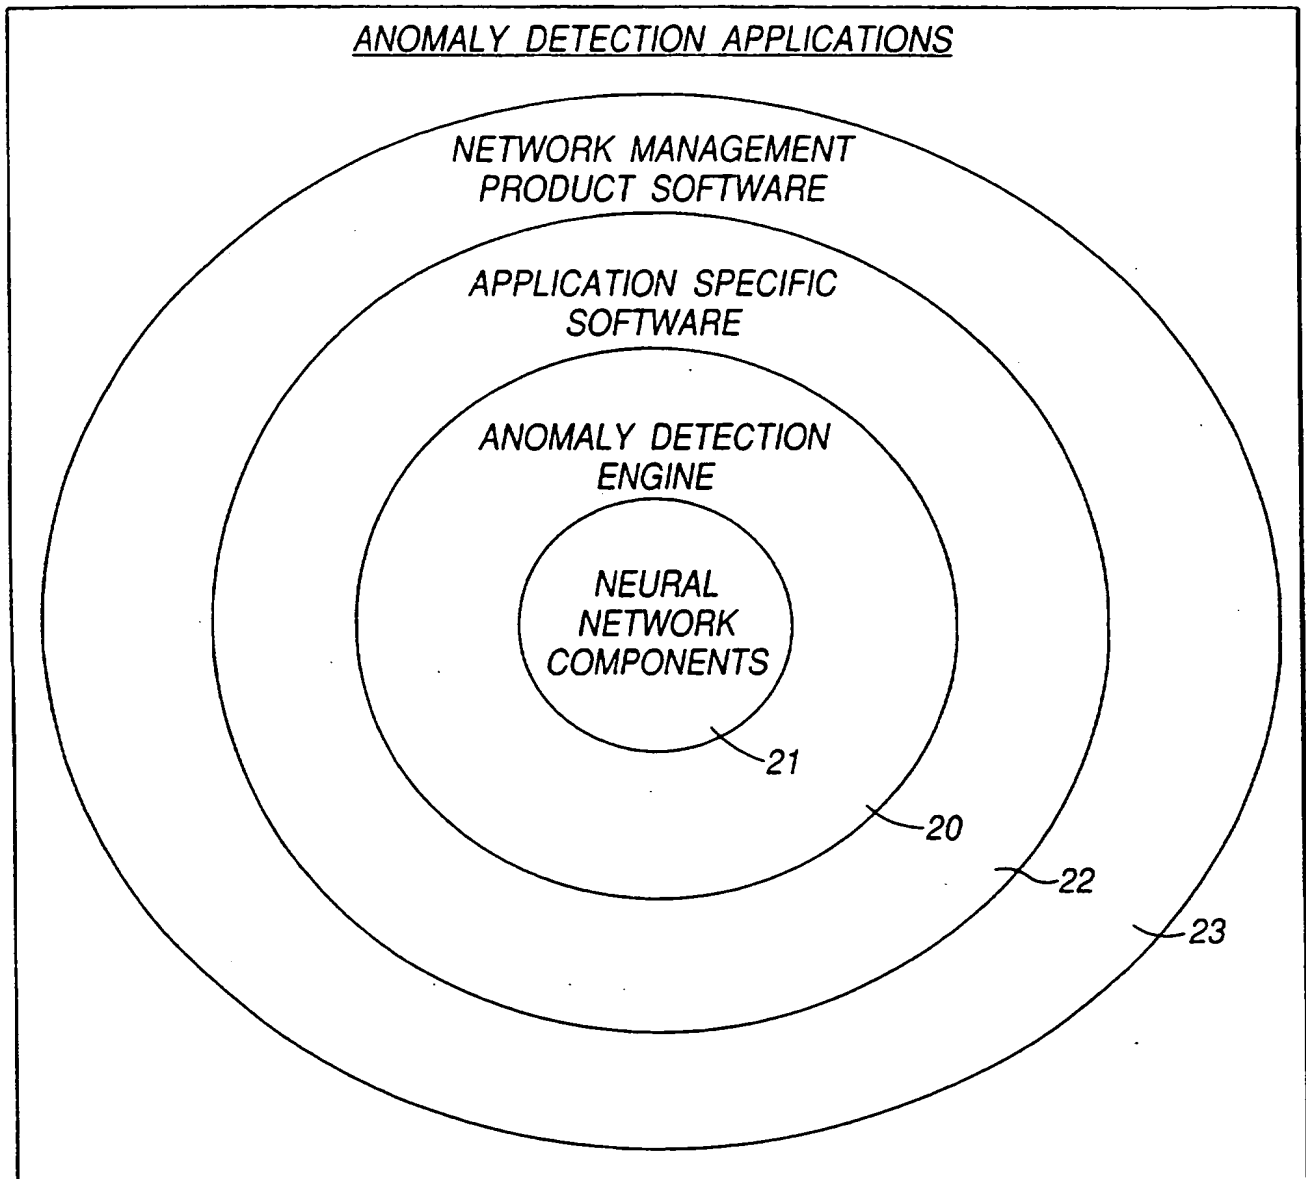 ANOMALY DETECTION APPLICATIONS
NETWORK MANAGEMENT
PRODUCT SOFTWARE
APPLICATION SPECIFIC
SOFTWARE
ANOMALY DETECTION
ENGINE
NEURAL
NETWORK
COMPONENTS
21
20
22
23